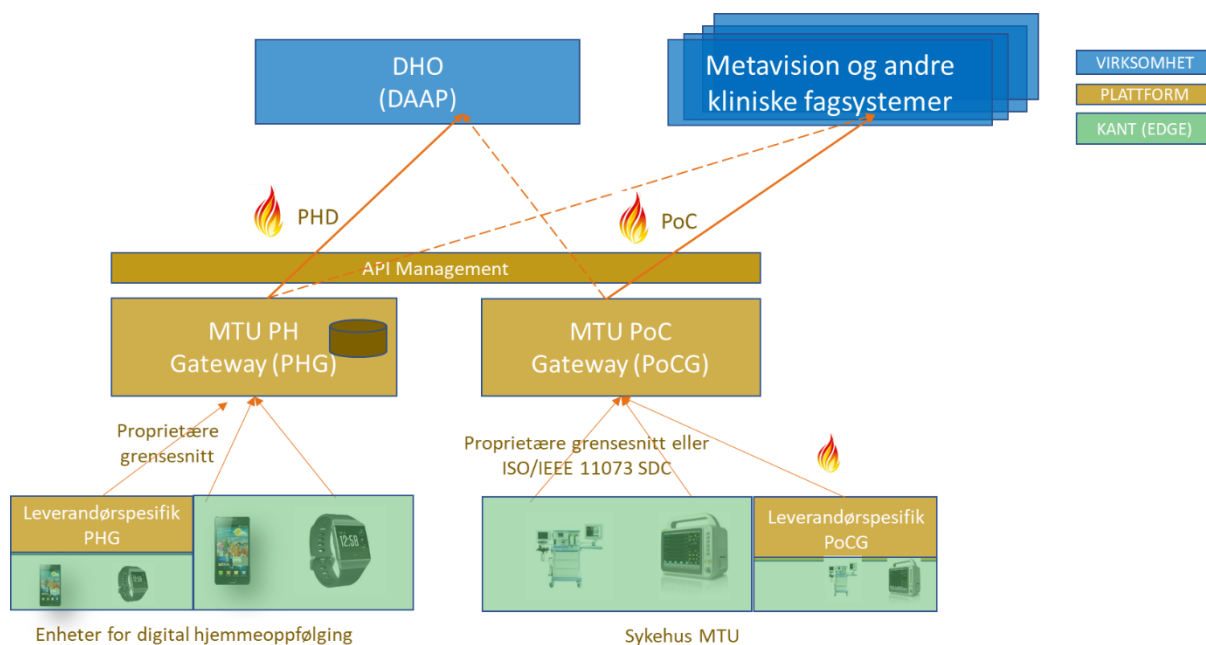 DHO
(DAAP)
Metavision og andre
kliniske fagsystemer
VIRKSOMHET
PLATTFORM
KANT (EDGE)
PHD
PoC
API Management
MTU PH
Gateway (PHG)
MTU PoC
Gateway (PoCG)
Proprietære
grensesnitt
Proprietære grensesnitt eller
ISO/IEEE 11073 SDC
Leverandørspesifik
PHG
12:58
Leverandørspesifik
PoCG
Enheter for digital hjemmeoppfølging
Sykehus MTU